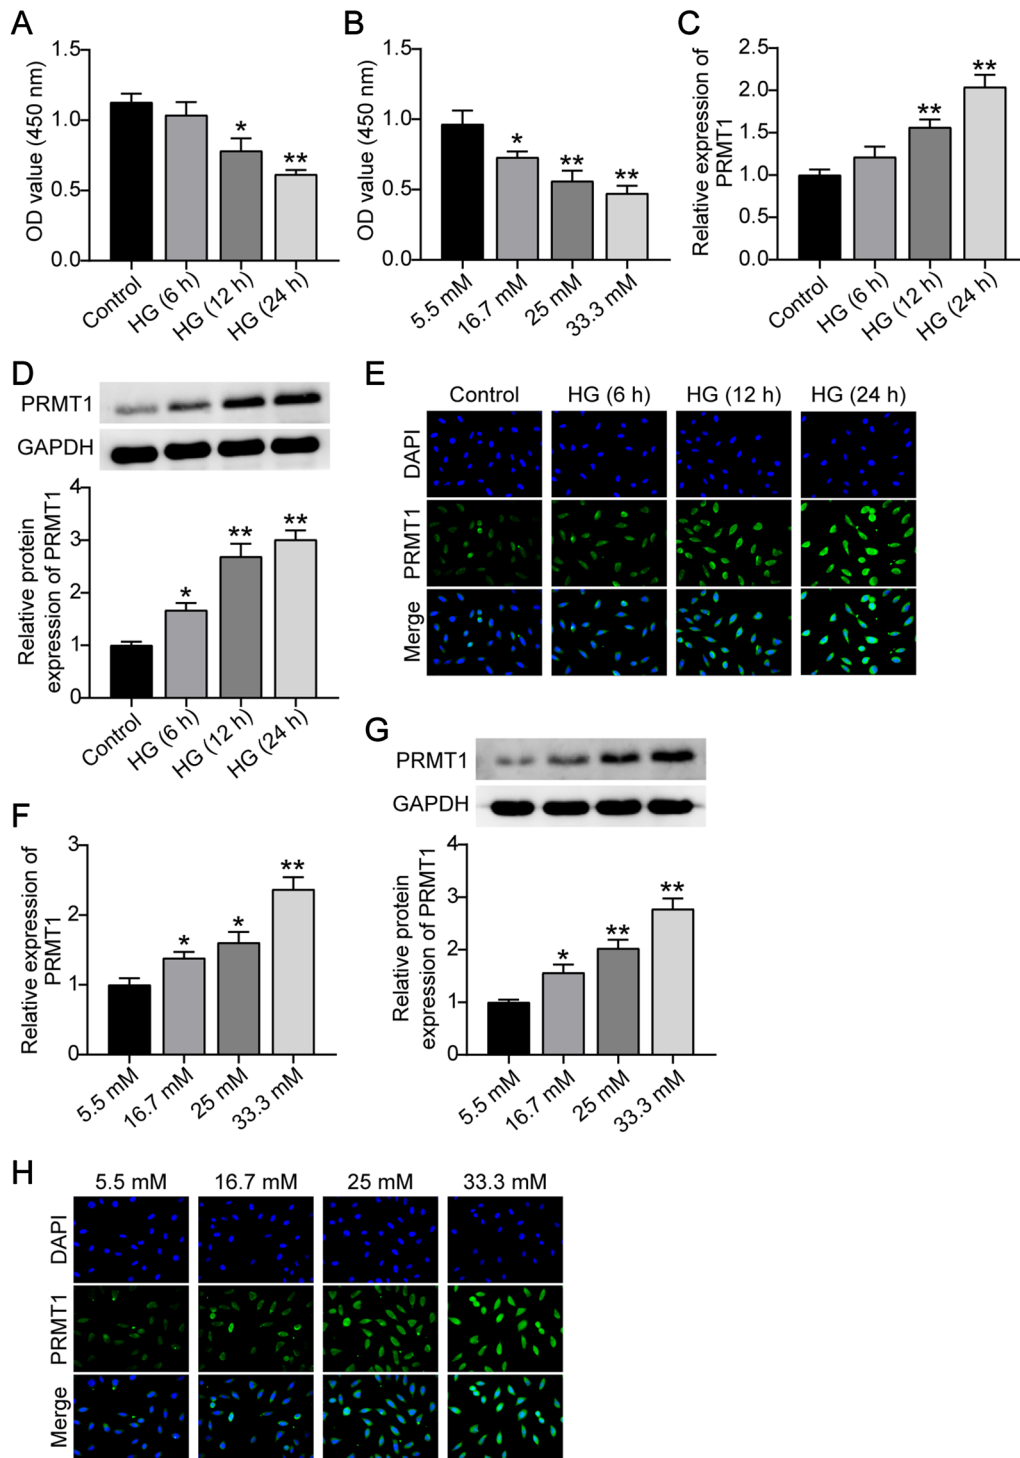 A
OD value (450 nm)
1.5
1.0
0.5
0.0
*
**
Control
HG (6 h)
HG (12 h)
HG (24 h)
B
OD value (450 nm)
1.5
1.0
0.5
0.0
*
**
**
5.5 mM
16.7 mM
25 mM
33.3 mM
C
Relative expression of
PRMT1
2.5
2.0
1.5
1.0
0.5
0.0
**
**
Control
HG (6 h)
HG (12 h)
HG (24 h)
D
PRMT1
GAPDH
Relative protein
expression of PRMT1
4
3
2
1
0
*
**
**
Control
HG (6 h)
HG (12 h)
HG (24 h)
E
Control
HG (6 h)
HG (12 h)
HG (24 h)
DAPI
PRMT1
Merge
F
Relative expression of
PRMT1
3
2
1
0
*
*
**
5.5 mM
16.7 mM
25 mM
33.3 mM
G
PRMT1
GAPDH
Relative protein
expression of PRMT1
4
3
2
1
0
*
**
**
5.5 mM
16.7 mM
25 mM
33.3 mM
H
5.5 mM
16.7 mM
25 mM
33.3 mM
DAPI
PRMT1
Merge